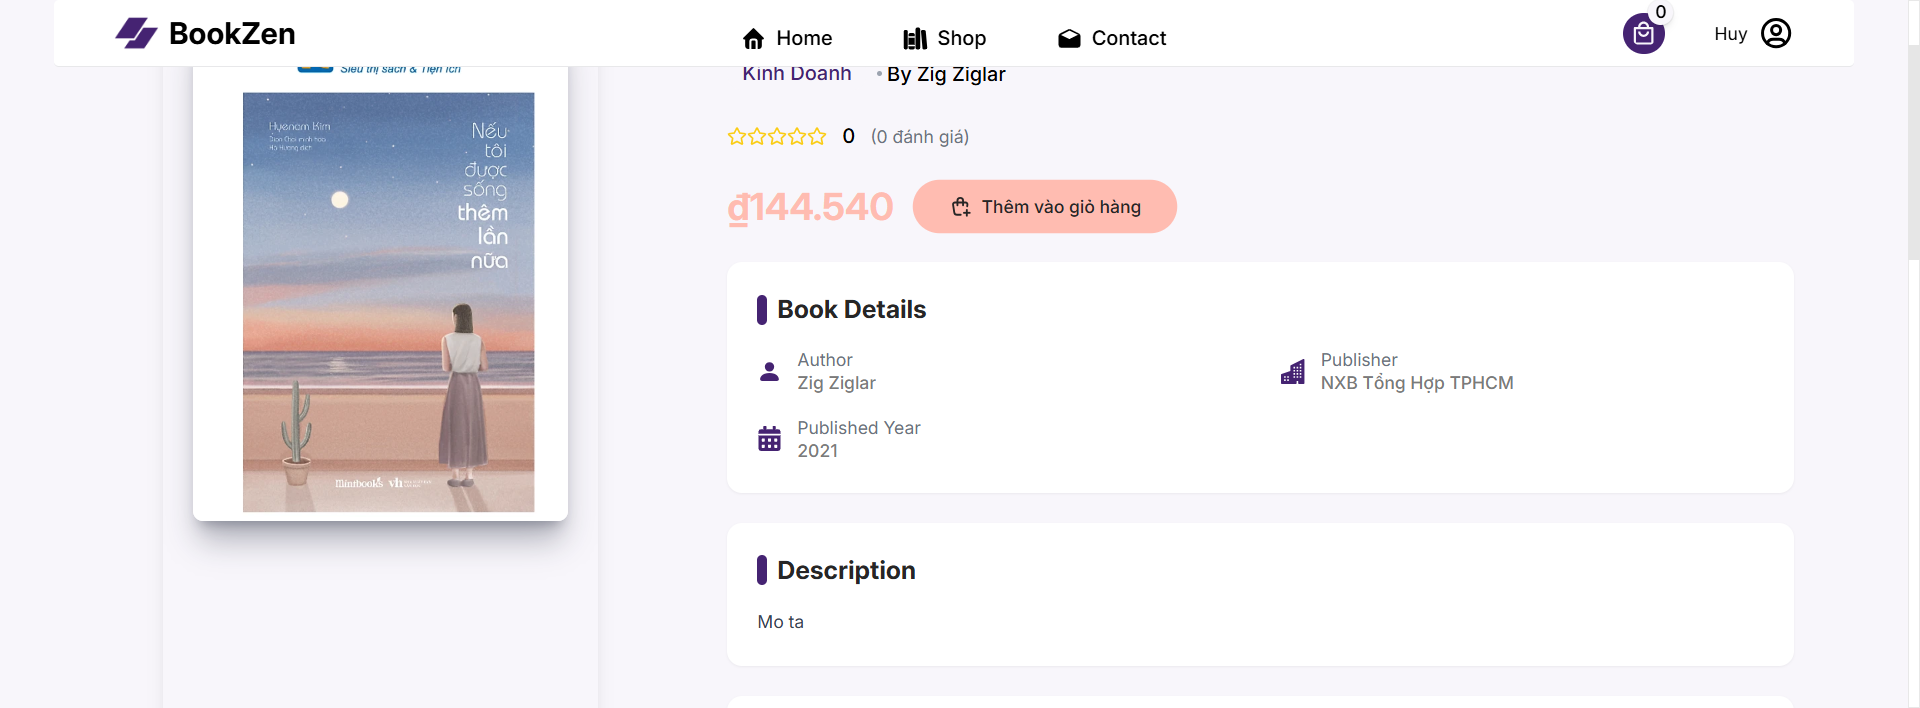 BookZen
Home
Shop
Contact
0
Huy
Siêu thị sách & Tiện ích
Kinh Doanh
• By Zig Ziglar
Hyenam Kim
Nếu
tôi
được
sống
thêm
lần
nữa
minibooks vh
0 (0 đánh giá)
₫144.540
Thêm vào giỏ hàng
Book Details
Author
Zig Ziglar
Publisher
NXB Tổng Hợp TPHCM
Published Year
2021
Description
Mo ta